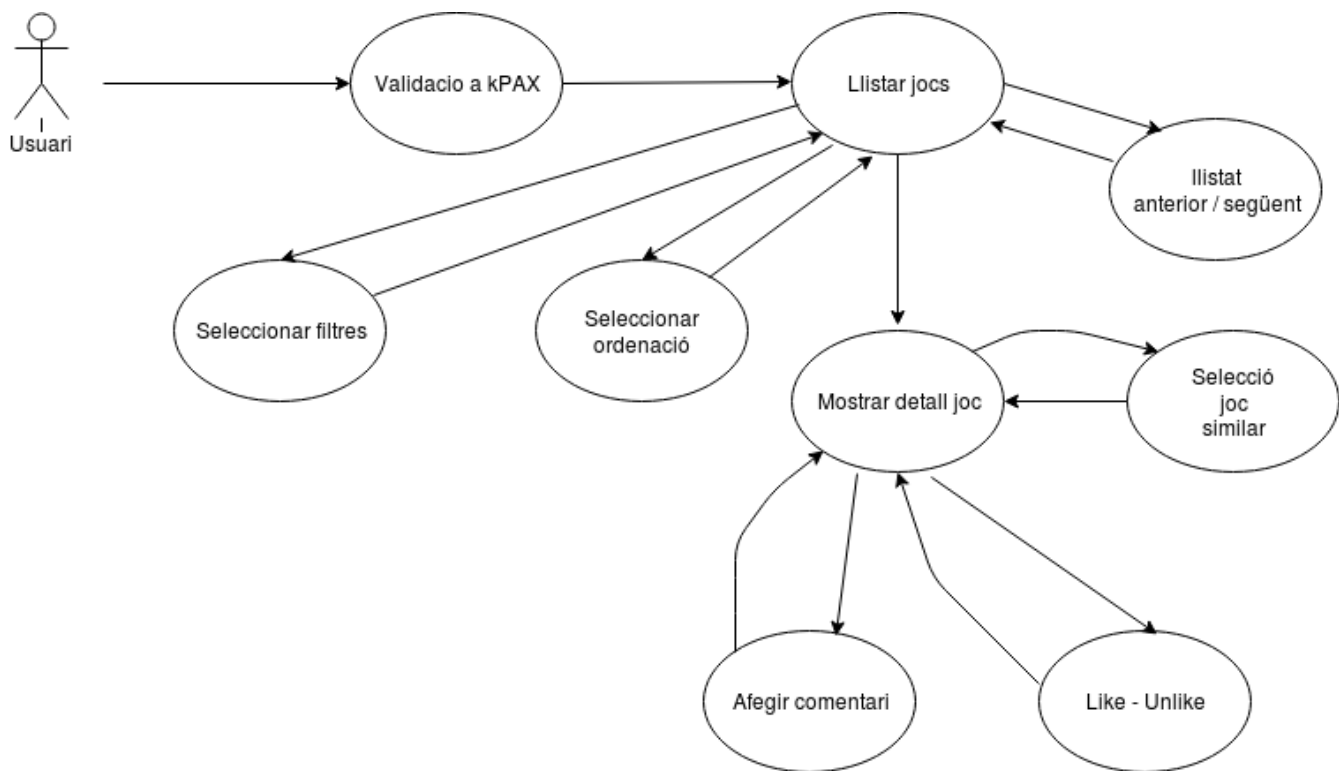 Usuari
Validacio a kPAX
Llistar jocs
llistat
anterior / següent
Seleccionar filtres
Seleccionar
ordenació
Mostrar detall joc
Selecció
joc
similar
Afegir comentari
Like - Unlike